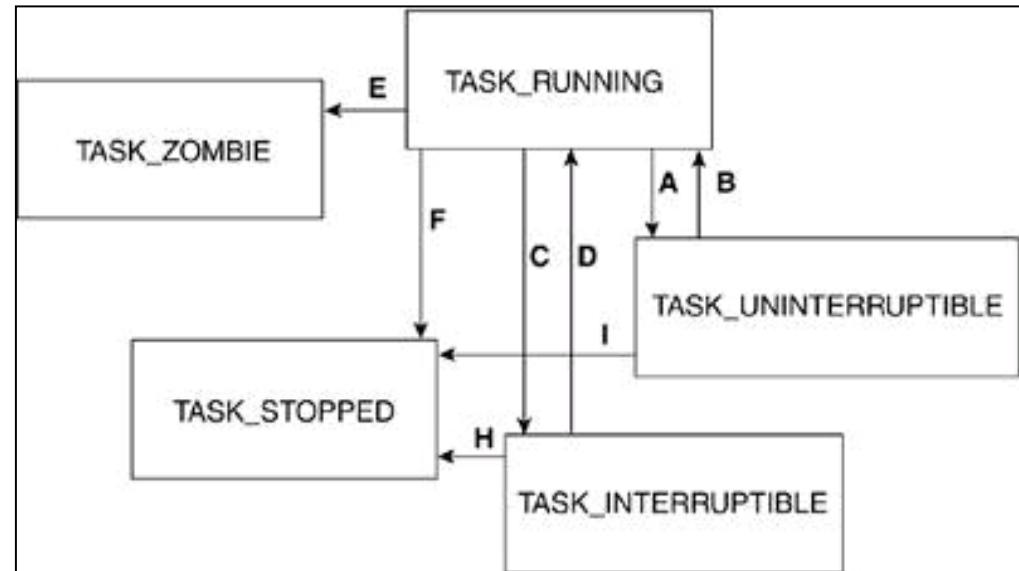 TASK_RUNNING
E
TASK_ZOMBIE
A
B
F
C
D
TASK_UNINTERRUPTIBLE
I
TASK_STOPPED
H
TASK_INTERRUPTIBLE